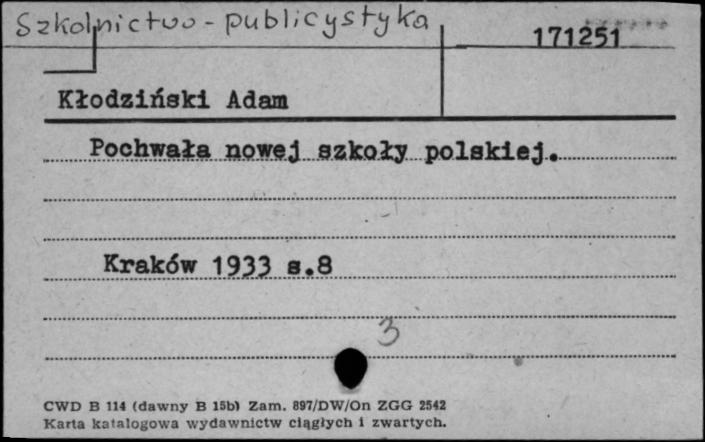 Szkolnictwo - publicystyka
171251
Kłodziński Adam
Pochwała nowej szkoły polskiej.
Kraków 1933 s.8
3
CWD B 114 (dawny B 15b) Zam. 897/DW/On ZGG 2542
Karta katalogowa wydawnictw ciągłych i zwartych.